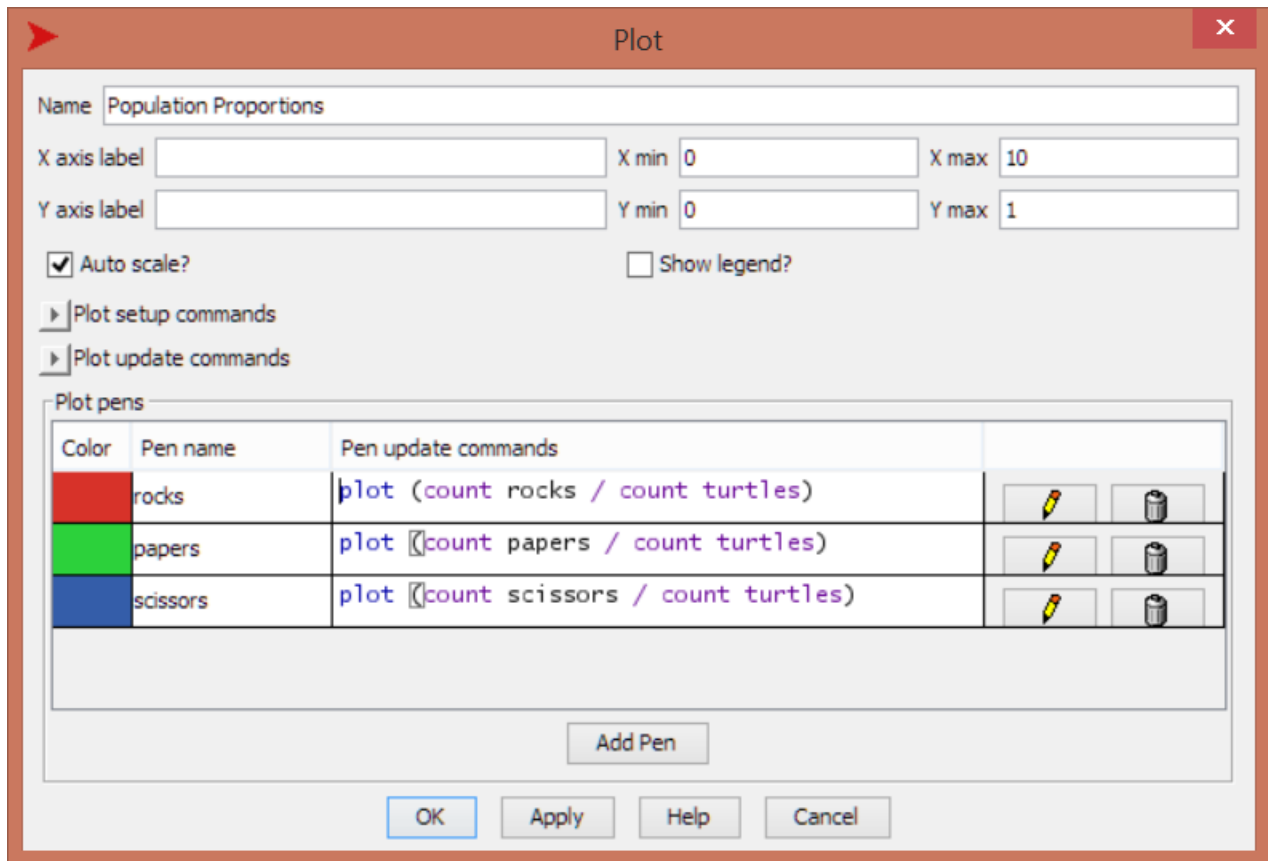 Plot
Name Population Proportions
X axis label X min 0 X max 10
Y axis label Y min 0 Y max 1
Auto scale? Show legend?
Plot setup commands
Plot update commands
Plot pens
Color Pen name Pen update commands
rocks plot (count rocks / count turtles)
papers plot (count papers / count turtles)
scissors plot (count scissors / count turtles)
Add Pen
OK Apply Help Cancel